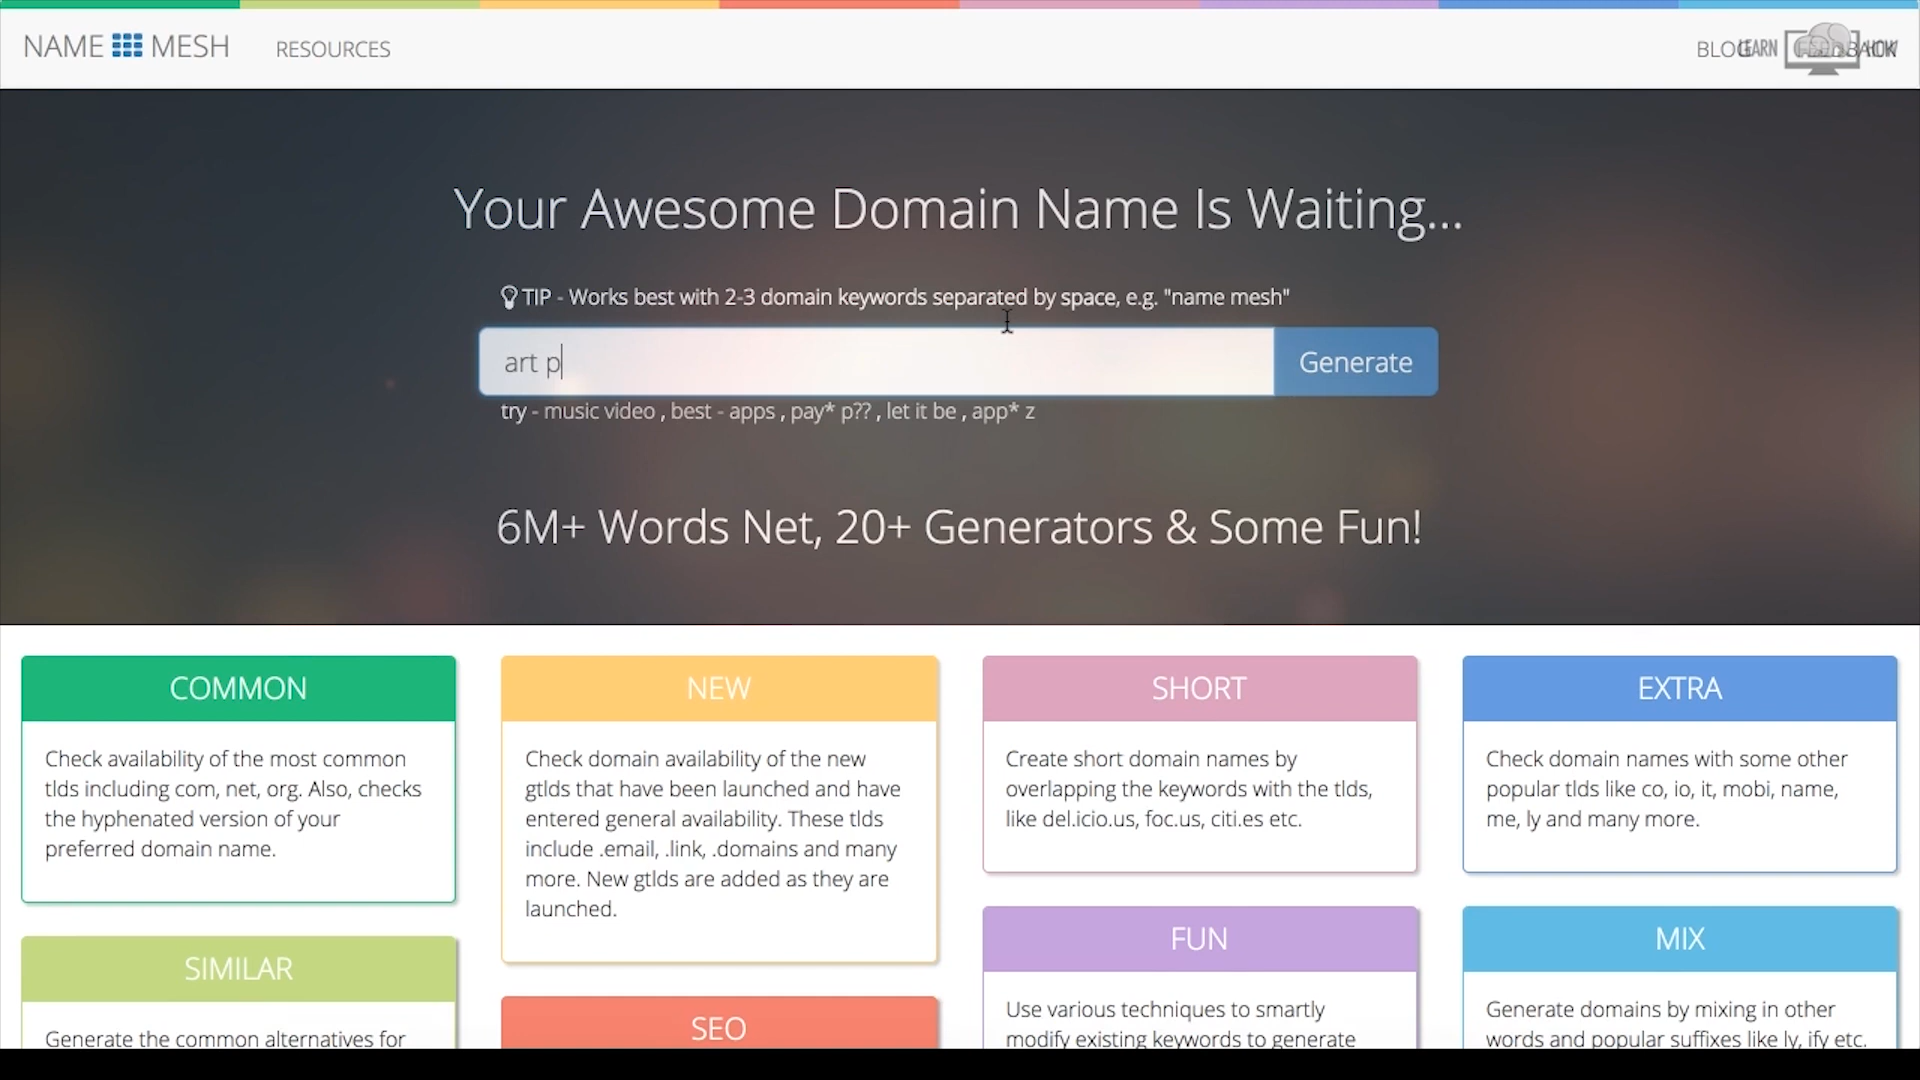 NAME MESH
RESOURCES
BLOG
FEEDBACK
LEARN HOW
Your Awesome Domain Name Is Waiting...
TIP - Works best with 2-3 domain keywords separated by space, e.g. "name mesh"
art p
Generate
try - music video , best - apps , pay* p?? , let it be , app* z
6M+ Words Net, 20+ Generators & Some Fun!
COMMON
Check availability of the most common
tlds including com, net, org. Also, checks
the hyphenated version of your
preferred domain name.
SIMILAR
Generate the common alternatives for
NEW
Check domain availability of the new
gtlds that have been launched and have
entered general availability. These tlds
include .email, .link, .domains and many
more. New gtlds are added as they are
launched.
SEO
SHORT
Create short domain names by
overlapping the keywords with the tlds,
like del.icio.us, foc.us, citi.es etc.
FUN
Use various techniques to smartly
modify existing keywords to generate
EXTRA
Check domain names with some other
popular tlds like co, io, it, mobi, name,
me, ly and many more.
MIX
Generate domains by mixing in other
words and popular suffixes like ly, ify etc.